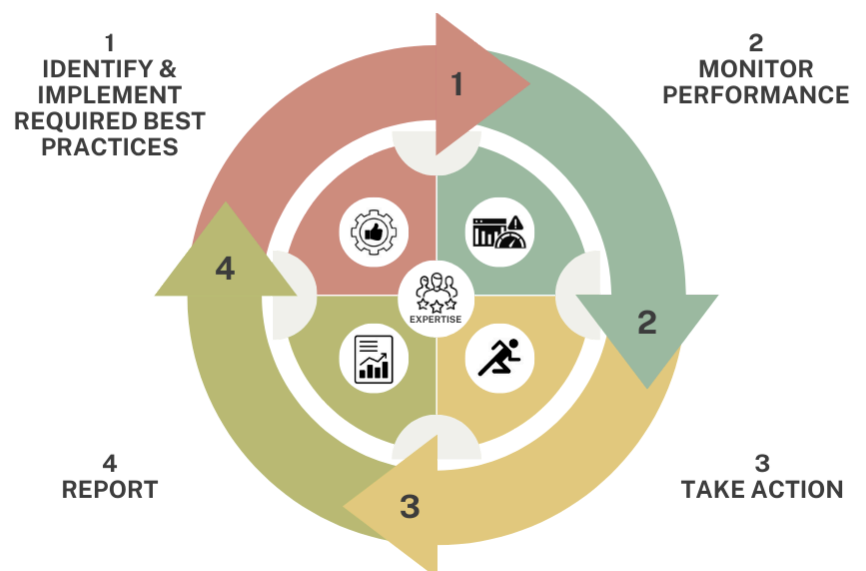 1
IDENTIFY &
IMPLEMENT
REQUIRED BEST
PRACTICES
2
MONITOR
PERFORMANCE
1
4
2
EXPERTISE
3
4
REPORT
3
TAKE ACTION